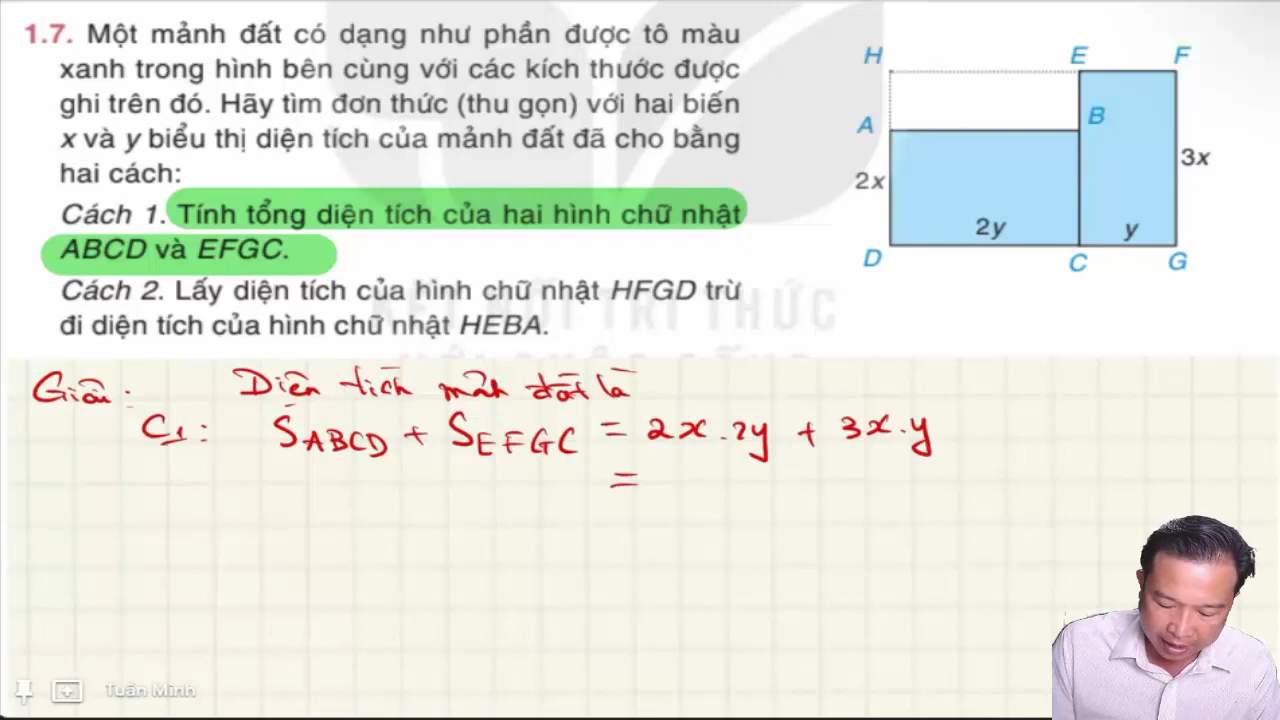 1.7. Một mảnh đất có dạng như phần được tô màu
xanh trong hình bên cùng với các kích thước được
ghi trên đó. Hãy tìm đơn thức (thu gọn) với hai biến
x và y biểu thị diện tích của mảnh đất đã cho bằng
hai cách:
Cách 1. Tính tổng diện tích của hai hình chữ nhật
ABCD và EFGC.
Cách 2. Lấy diện tích của hình chữ nhật HFGD trừ
đi diện tích của hình chữ nhật HEBA.
H E F
A B
2x 3x
2y y
D C G
KẾT NỐI TRI THỨC
Giải: Diện tích mảnh đất là
C1: SABCD + SEFGC = 2x.2y + 3x.y
=
Tuấn Minh